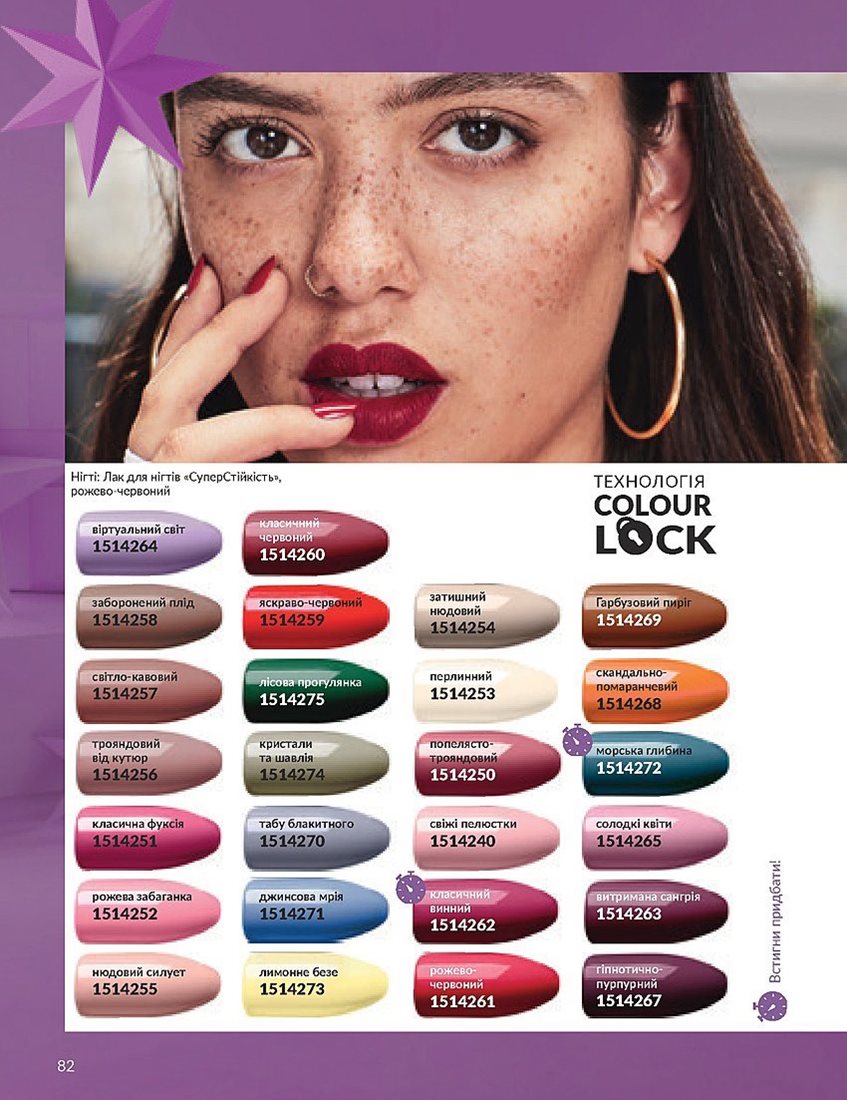 Нігті: Лак для нігтів «СуперСтійкість»,
рожево-червоний
ТЕХНОЛОГІЯ
COLOUR
LOCK
віртуальний світ
1514264
класичний
червоний
1514260
заборонений плід
1514258
яскраво-червоний
1514259
затишний
нюдовий
1514254
Гарбузовий пиріг
1514269
світло-кавовий
1514257
лісова прогулянка
1514275
перлинний
1514253
скандально-
помаранчевий
1514268
трояндовий
від кутюр
1514256
кристали
та шавлія
1514274
попелясто-
трояндовий
1514250
морська глибина
1514272
класична фуксія
1514251
табу блакитного
1514270
свіжі пелюстки
1514240
солодкі квіти
1514265
рожева забаганка
1514252
джинсова мрія
1514271
класичний
винний
1514262
витримана сангрія
1514263
нюдовий силует
1514255
лимонне безе
1514273
рожево-
червоний
1514261
гіпнотично-
пурпурний
1514267
Встигни придбати!
82